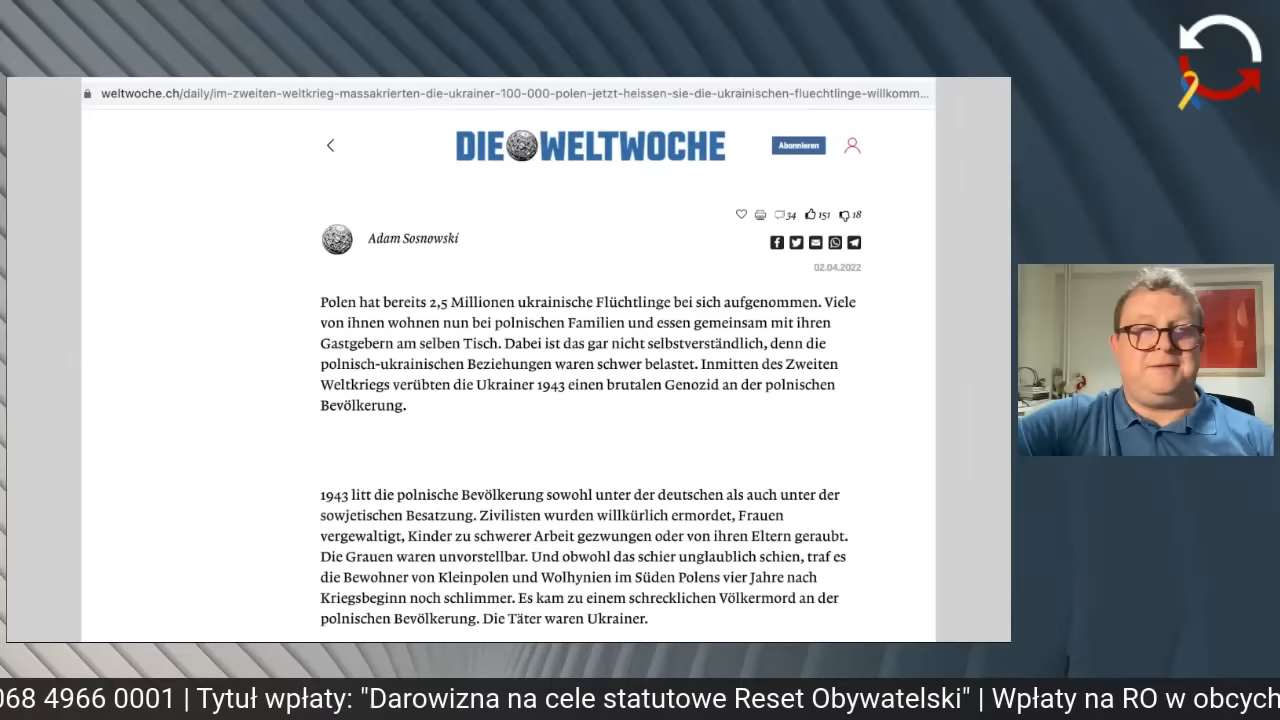 weltwoche.ch/daily/im-zweiten-weltkrieg-massakrierten-die-ukrainer-100-000-polen-jetzt-heissen-sie-die-ukrainischen-fluechtlinge-willkomm...
DIE WELTWOCHE
Abonnieren
34 151 18
Adam Sosnowski
02.04.2022
Polen hat bereits 2,5 Millionen ukrainische Flüchtlinge bei sich aufgenommen. Viele
von ihnen wohnen nun bei polnischen Familien und essen gemeinsam mit ihren
Gastgebern am selben Tisch. Dabei ist das gar nicht selbstverständlich, denn die
polnisch-ukrainischen Beziehungen waren schwer belastet. Inmitten des Zweiten
Weltkriegs verübten die Ukrainer 1943 einen brutalen Genozid an der polnischen
Bevölkerung.
1943 litt die polnische Bevölkerung sowohl unter der deutschen als auch unter der
sowjetischen Besatzung. Zivilisten wurden willkürlich ermordet, Frauen
vergewaltigt, Kinder zu schwerer Arbeit gezwungen oder von ihren Eltern geraubt.
Die Grauen waren unvorstellbar. Und obwohl das schier unglaublich schien, traf es
die Bewohner von Kleinpolen und Wolhynien im Süden Polens vier Jahre nach
Kriegsbeginn noch schlimmer. Es kam zu einem schrecklichen Völkermord an der
polnischen Bevölkerung. Die Täter waren Ukrainer.
068 4966 0001 | Tytuł wpłaty: "Darowizna na cele statutowe Reset Obywatelski" | Wpłaty na RO w obcych